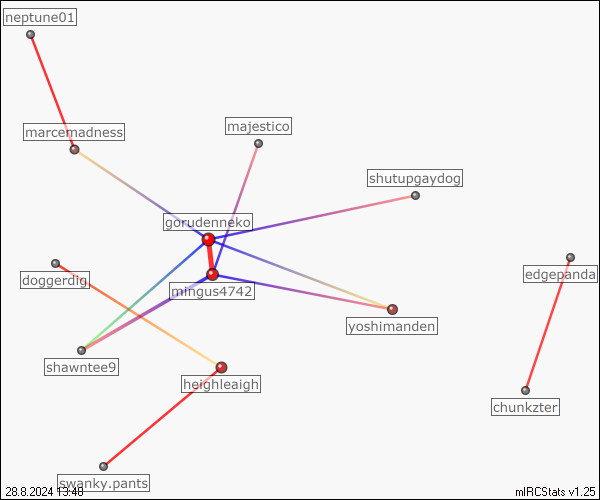 neptune01
marcemadness
majestico
shutupgaydog
gorudenneko
doggerdig
mingus4742
edgepanda
yoshimanden
shawntee9
heighleaigh
chunkzter
swanky.pants
28.8.2024 13:48
mIRCStats v1.25